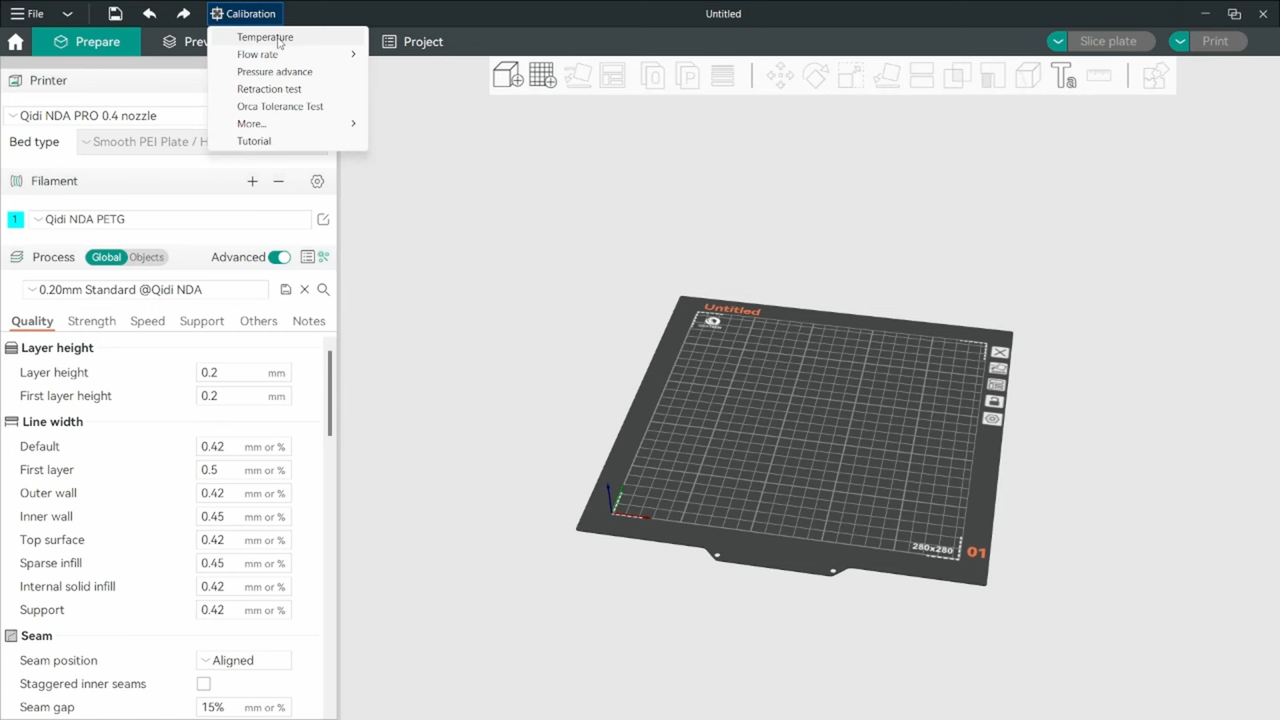 File
Calibration
Untitled
Temperature
Flow rate
Pressure advance
Retraction test
Orca Tolerance Test
More...
Tutorial
Prepare
Prev
Project
Slice plate
Print
Printer
Qidi NDA PRO 0.4 nozzle
Bed type
Smooth PEI Plate / H
Filament
1
Qidi NDA PETG
Process
Global
Objects
Advanced
0.20mm Standard @Qidi NDA
Quality
Strength
Speed
Support
Others
Notes
Layer height
Layer height 0.2 mm
First layer height 0.2 mm
Line width
Default 0.42 mm or %
First layer 0.5 mm or %
Outer wall 0.42 mm or %
Inner wall 0.45 mm or %
Top surface 0.42 mm or %
Sparse infill 0.45 mm or %
Internal solid infill 0.42 mm or %
Support 0.42 mm or %
Seam
Seam position Aligned
Staggered inner seams
Seam gap 15% mm or %
Untitled
280x280
01